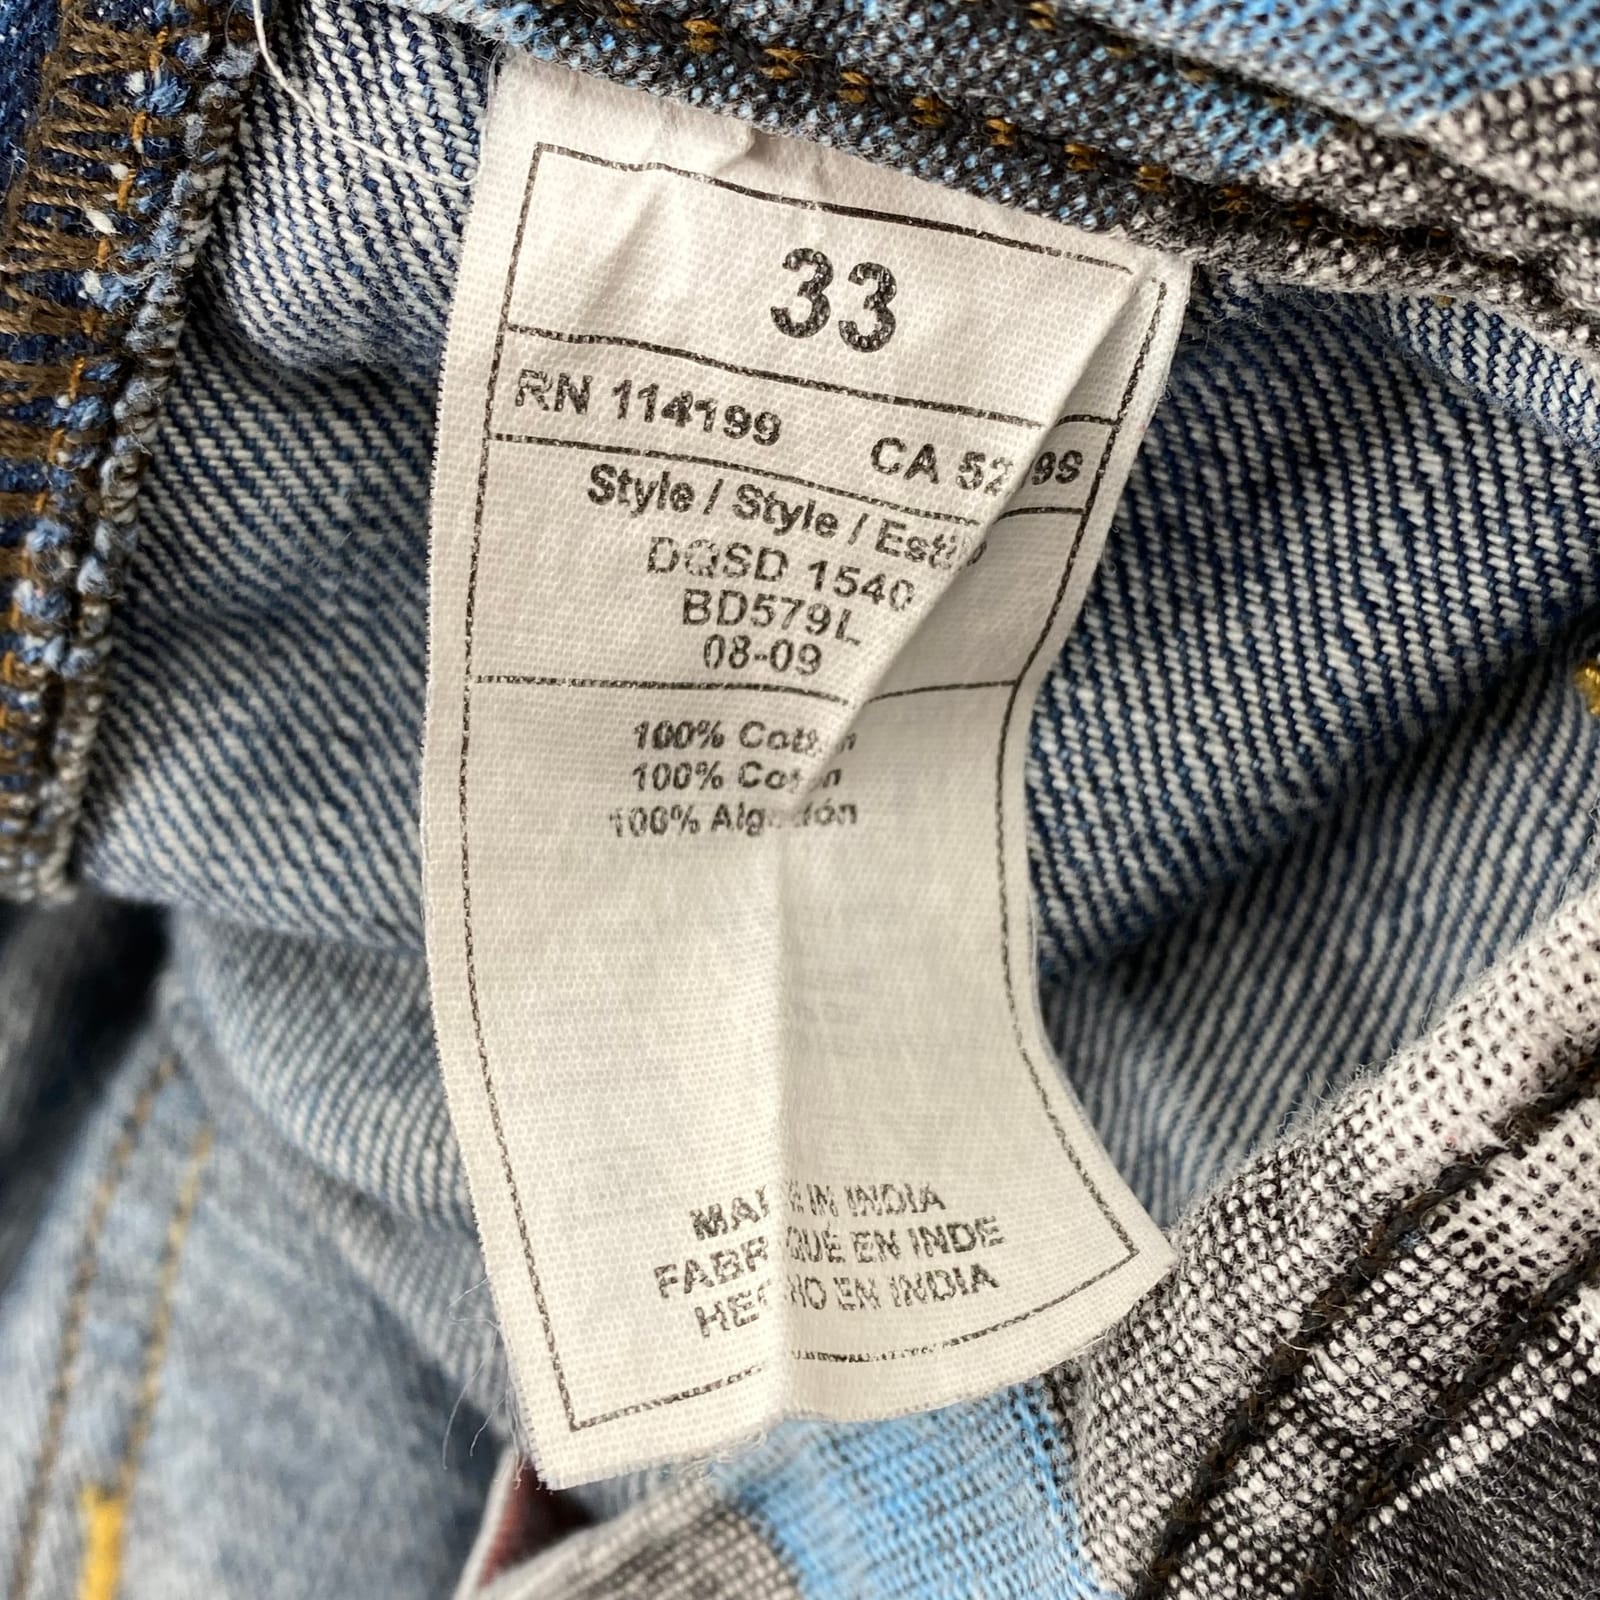 33
RN 114199 CA
Style / Style / Estilo
DQSD 1540
BD579L
08-09
100% Cotton
100% Coton
100% Algodón
MADE IN INDIA
FABRIQUÉ EN INDE
HECHO EN INDIA